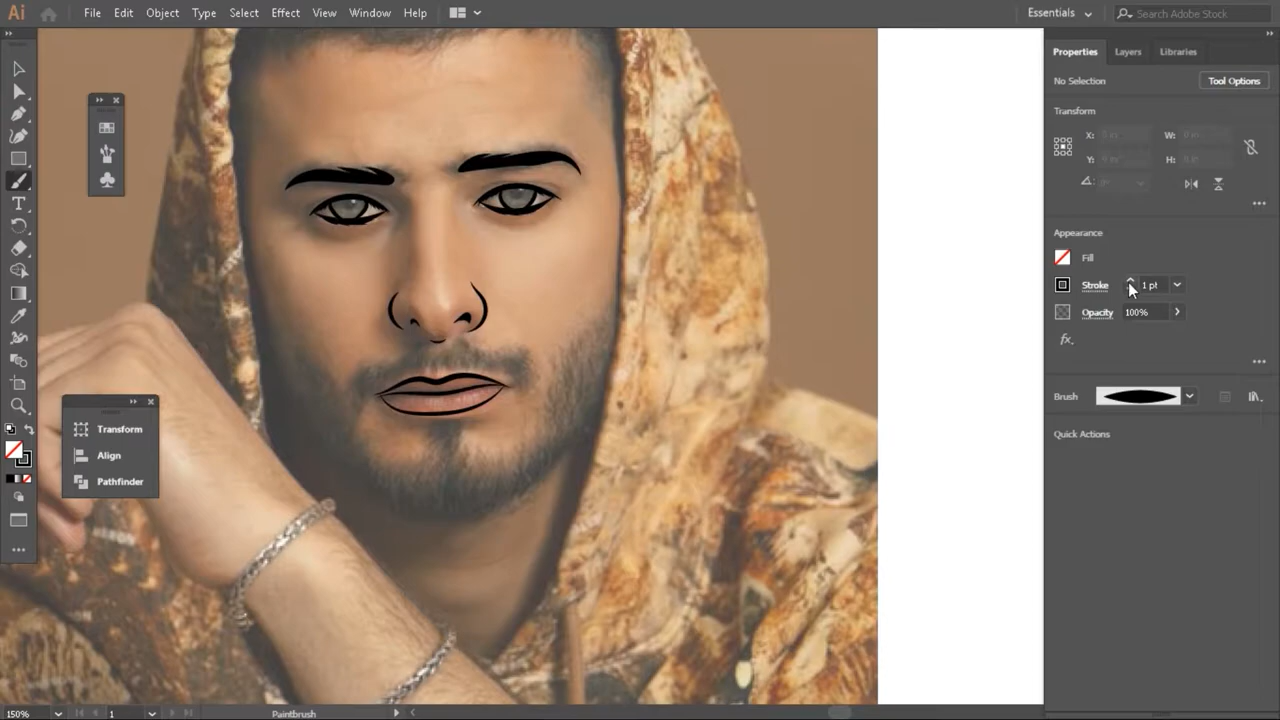 Ai File Edit Object Type Select Effect View Window Help Essentials Search Adobe Stock
Properties Layers Libraries
No Selection Tool Options
Transform
X: W:
Y: H:
Appearance
Fill
Stroke 1 pt
Opacity 100%
fx.
Brush
Quick Actions
Transform
Align
Pathfinder
150% 1 Paintbrush